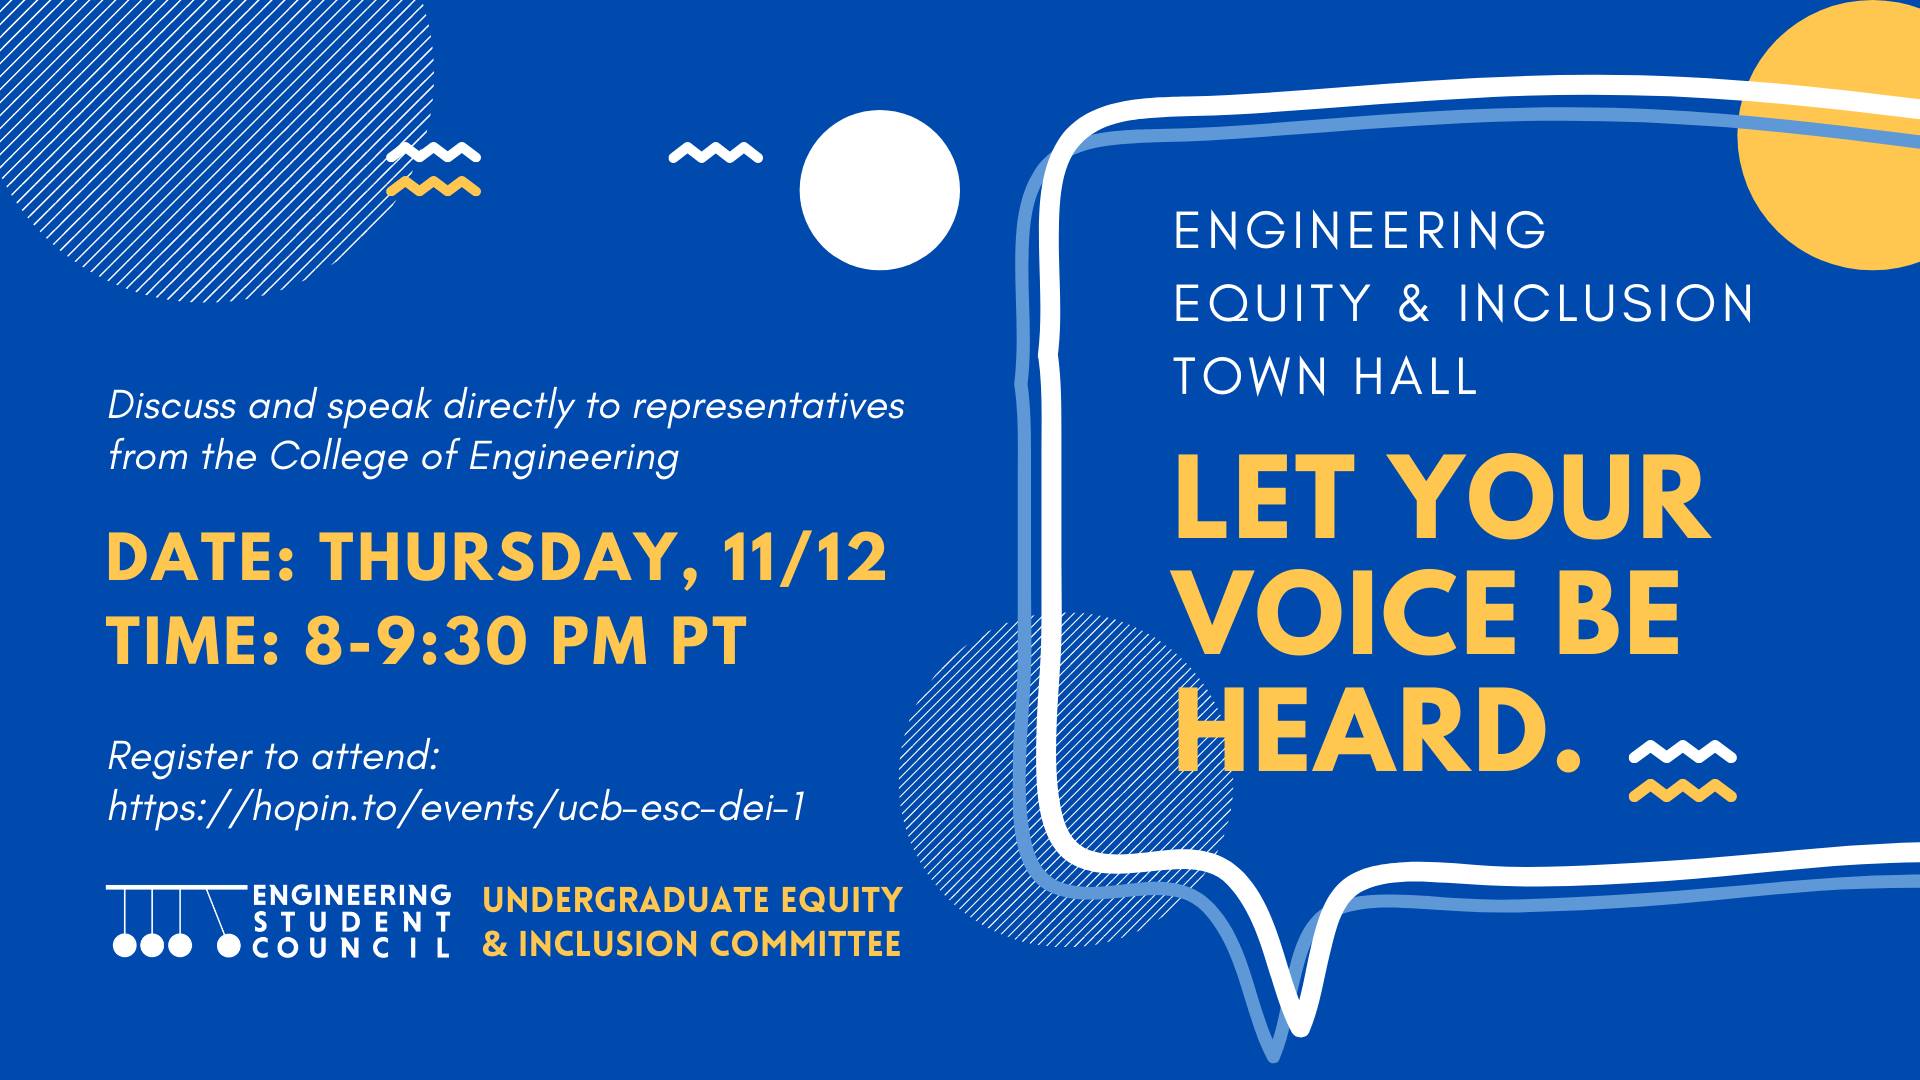 ENGINEERING
EQUITY & INCLUSION
TOWN HALL
LET YOUR
VOICE BE
HEARD.
Discuss and speak directly to representatives
from the College of Engineering
DATE: THURSDAY, 11/12
TIME: 8-9:30 PM PT
Register to attend:
https://hopin.to/events/ucb-esc-dei-1
ENGINEERING
STUDENT
COUNCIL
UNDERGRADUATE EQUITY
& INCLUSION COMMITTEE